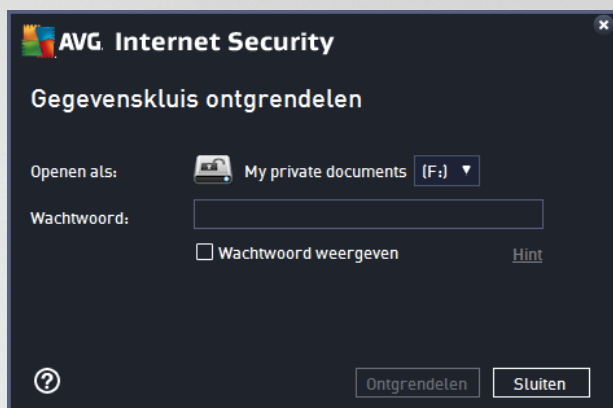 AVG. Internet Security
Gegevenskluis ontgrendelen
Openen als: My private documents (F:)
Wachtwoord:
Wachtwoord weergeven
Hint
Ontgrendelen Sluiten